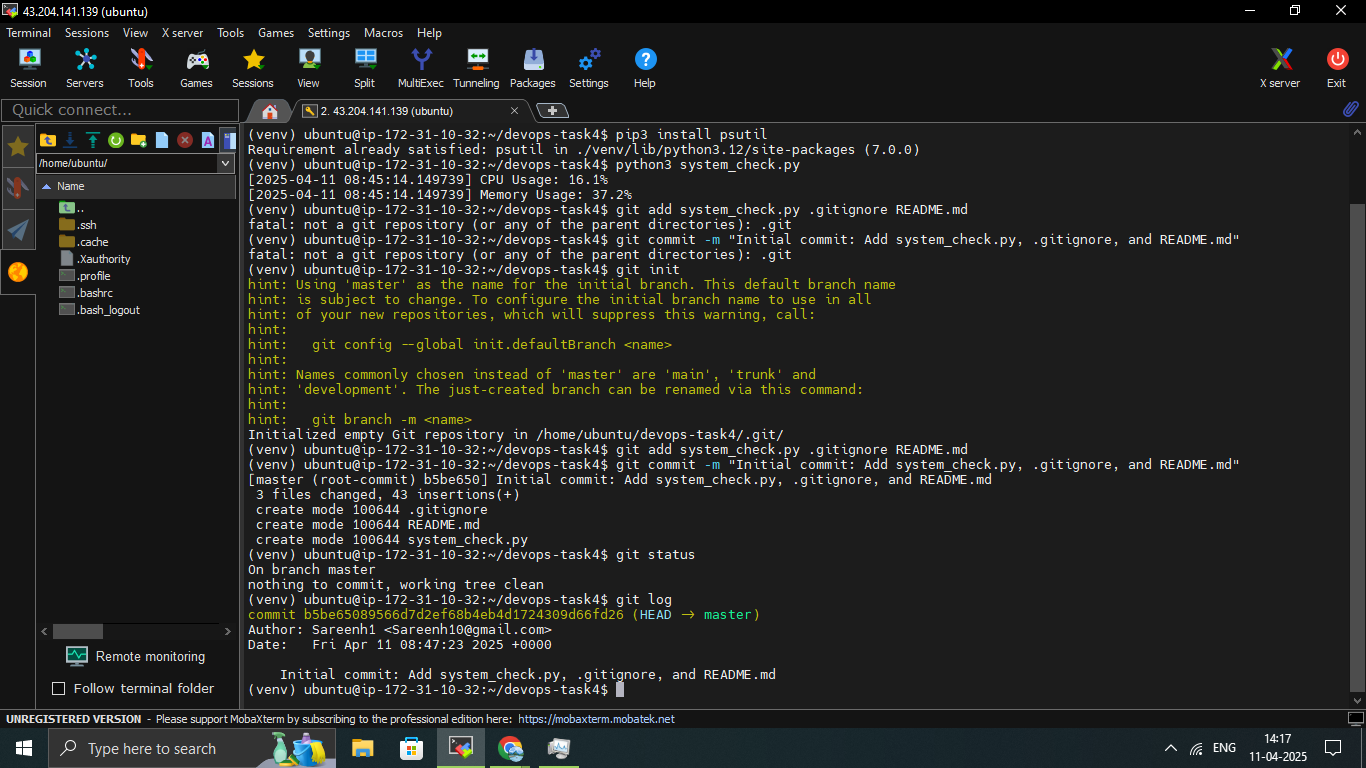 43.204.141.139 (ubuntu)
Terminal Sessions View X server Tools Games Settings Macros Help
Session Servers Tools Games Sessions View Split MultiExec Tunneling Packages Settings Help X server Exit
Quick connect...
2. 43.204.141.139 (ubuntu)
/home/ubuntu/
Name
..
.ssh
.cache
.Xauthority
.profile
.bashrc
.bash_logout
Remote monitoring
Follow terminal folder
(venv) ubuntu@ip-172-31-10-32:~/devops-task4$ pip3 install psutil
Requirement already satisfied: psutil in ./venv/lib/python3.12/site-packages (7.0.0)
(venv) ubuntu@ip-172-31-10-32:~/devops-task4$ python3 system_check.py
[2025-04-11 08:45:14.149739] CPU Usage: 16.1%
[2025-04-11 08:45:14.149739] Memory Usage: 37.2%
(venv) ubuntu@ip-172-31-10-32:~/devops-task4$ git add system_check.py .gitignore README.md
fatal: not a git repository (or any of the parent directories): .git
(venv) ubuntu@ip-172-31-10-32:~/devops-task4$ git commit -m "Initial commit: Add system_check.py, .gitignore, and README.md"
fatal: not a git repository (or any of the parent directories): .git
(venv) ubuntu@ip-172-31-10-32:~/devops-task4$ git init
hint: Using 'master' as the name for the initial branch. This default branch name
hint: is subject to change. To configure the initial branch name to use in all
hint: of your new repositories, which will suppress this warning, call:
hint:
hint:   git config --global init.defaultBranch <name>
hint:
hint: Names commonly chosen instead of 'master' are 'main', 'trunk' and
hint: 'development'. The just-created branch can be renamed via this command:
hint:
hint:   git branch -m <name>
Initialized empty Git repository in /home/ubuntu/devops-task4/.git/
(venv) ubuntu@ip-172-31-10-32:~/devops-task4$ git add system_check.py .gitignore README.md
(venv) ubuntu@ip-172-31-10-32:~/devops-task4$ git commit -m "Initial commit: Add system_check.py, .gitignore, and README.md"
[master (root-commit) b5be650] Initial commit: Add system_check.py, .gitignore, and README.md
 3 files changed, 43 insertions(+)
 create mode 100644 .gitignore
 create mode 100644 README.md
 create mode 100644 system_check.py
(venv) ubuntu@ip-172-31-10-32:~/devops-task4$ git status
On branch master
nothing to commit, working tree clean
(venv) ubuntu@ip-172-31-10-32:~/devops-task4$ git log
commit b5be65089566d7d2ef68b4eb4d1724309d66fd26 (HEAD → master)
Author: Sareenh1 <Sareenh10@gmail.com>
Date:   Fri Apr 11 08:47:23 2025 +0000
    Initial commit: Add system_check.py, .gitignore, and README.md
(venv) ubuntu@ip-172-31-10-32:~/devops-task4$
UNREGISTERED VERSION - Please support MobaXterm by subscribing to the professional edition here: https://mobaxterm.mobatek.net
Type here to search
ENG
14:17
11-04-2025